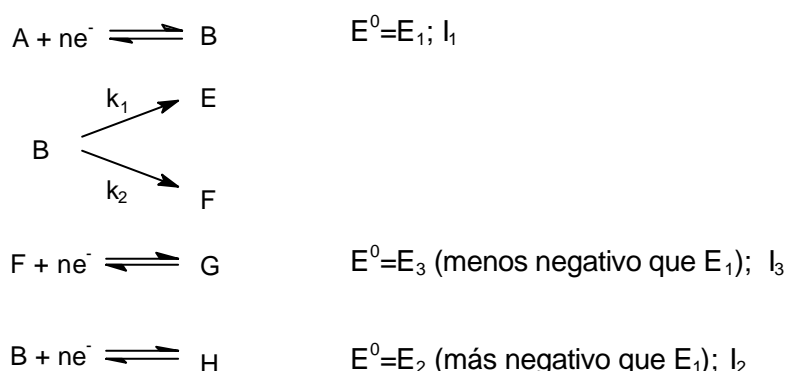 A + ne⁻ ⇌ B E⁰=E₁; I₁
k₁ E
B
k₂ F
F + ne⁻ ⇌ G E⁰=E₃ (menos negativo que E₁); I₃
B + ne⁻ ⇌ H E⁰=E₂ (más negativo que E₁); I₂